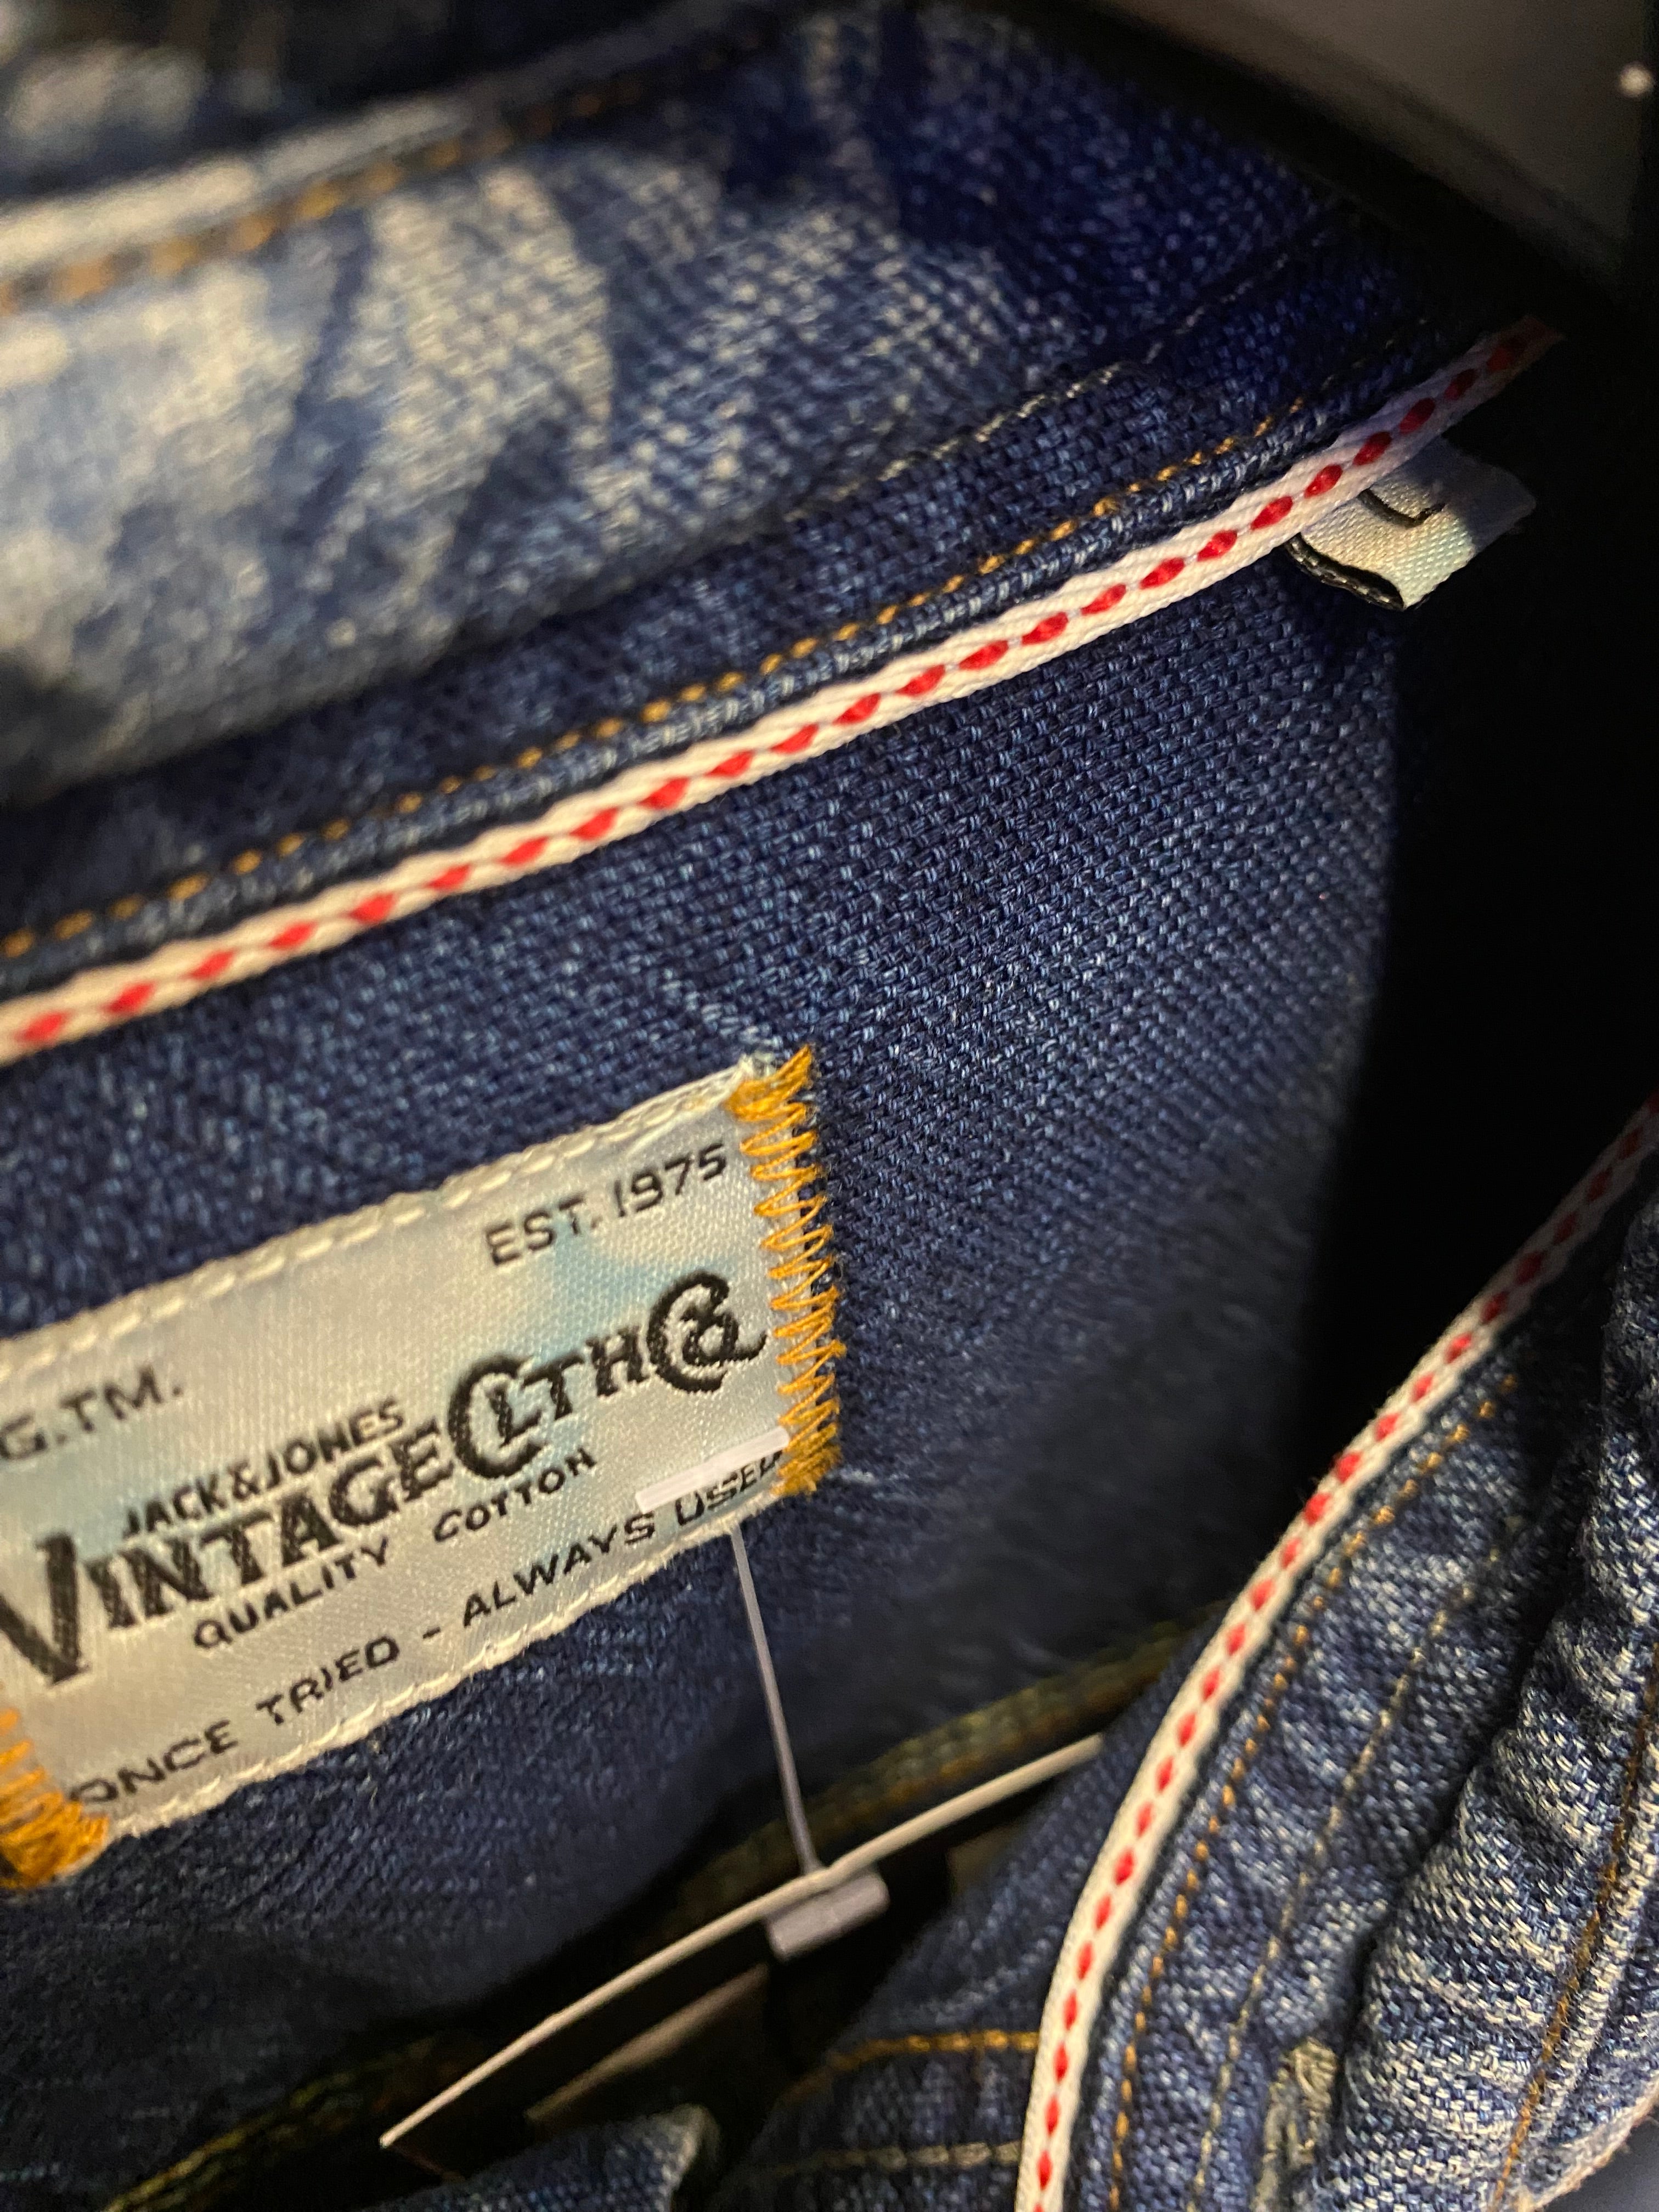 G.TM.
EST. 1975
JACK&JONES
VINTAGE CLTH Co
QUALITY COTTON
ONCE TRIED - ALWAYS USED